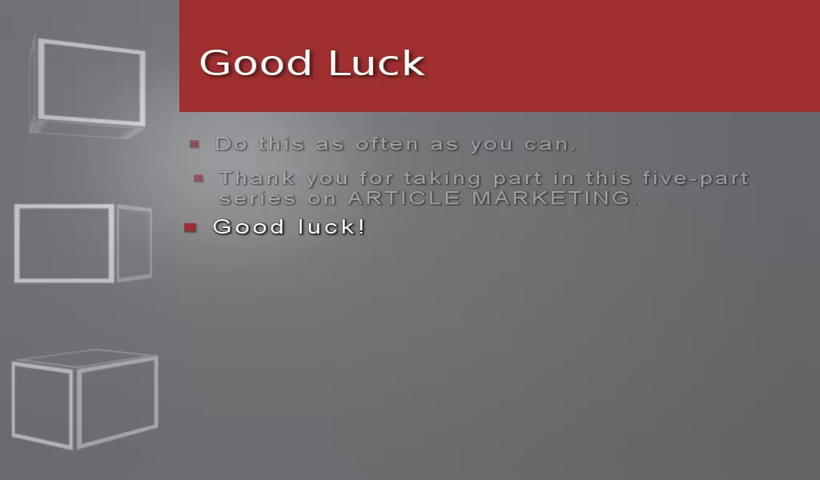 Good Luck
Do this as often as you can.
Thank you for taking part in this five-part
series on ARTICLE MARKETING.
Good luck!